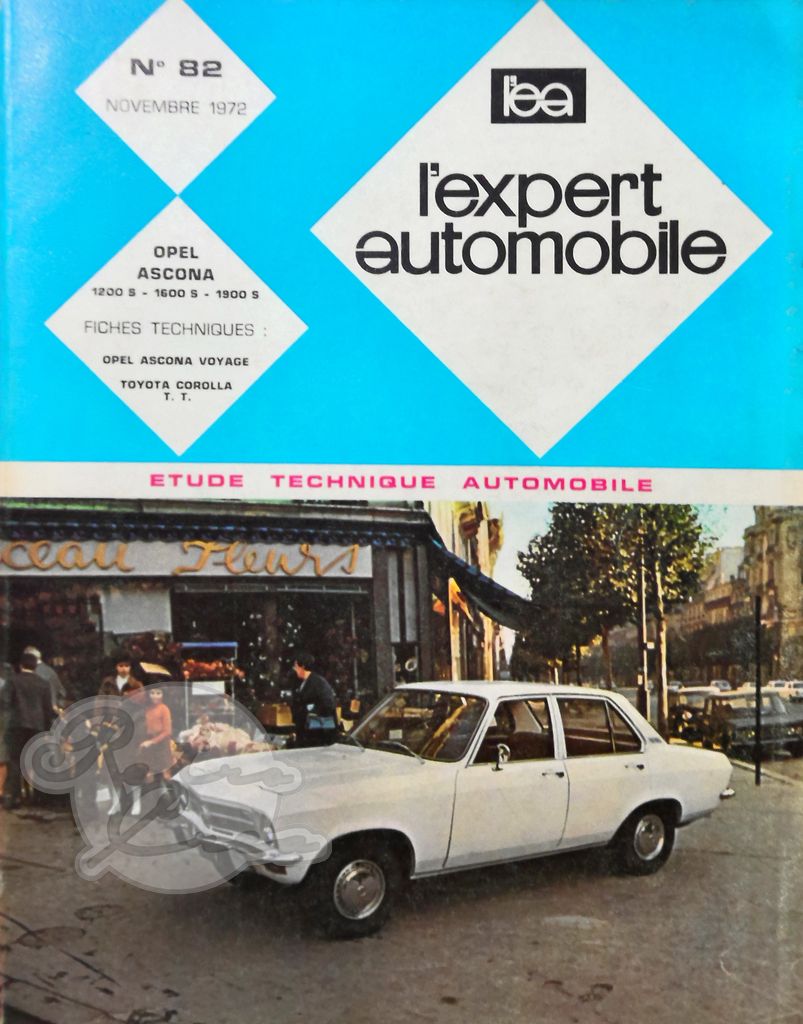 N° 82
NOVEMBRE 1972
l'ea
l'expert
automobile
OPEL
ASCONA
1200 S - 1600 S - 1900 S
FICHES TECHNIQUES :
OPEL ASCONA VOYAGE
TOYOTA COROLLA
T. T.
ETUDE TECHNIQUE AUTOMOBILE
ceau Fleurs